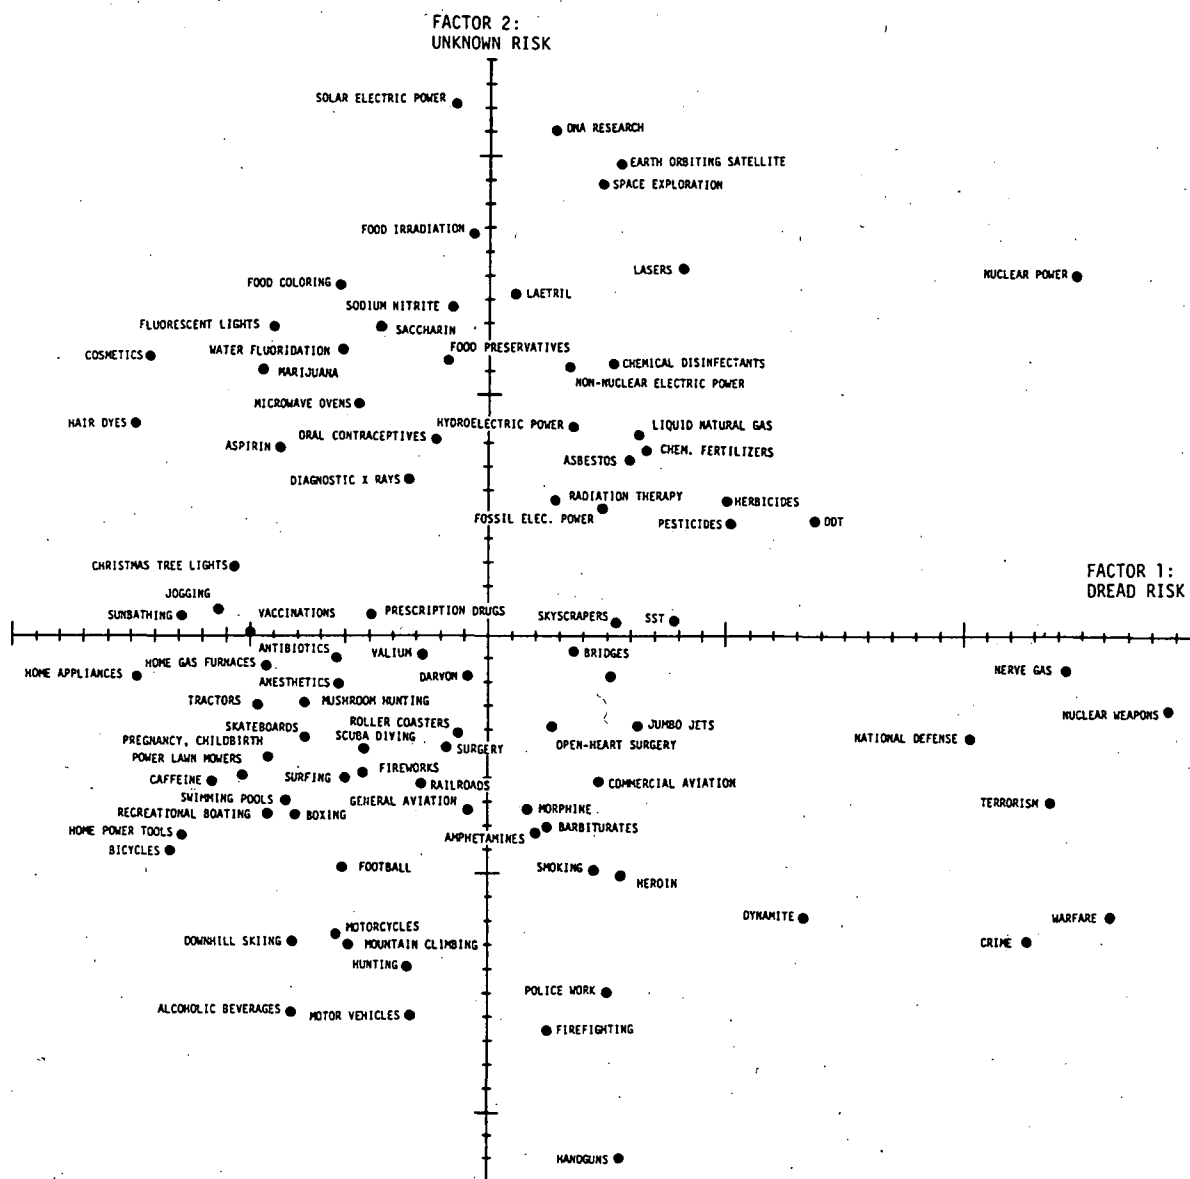 FACTOR 2:
UNKNOWN RISK
SOLAR ELECTRIC POWER
DNA RESEARCH
EARTH ORBITING SATELLITE
SPACE EXPLORATION
FOOD IRRADIATION
LASERS
NUCLEAR POWER
FOOD COLORING
LAETRIL
SODIUM NITRITE
FLUORESCENT LIGHTS
SACCHARIN
WATER FLUORIDATION
FOOD PRESERVATIVES
COSMETICS
CHEMICAL DISINFECTANTS
MARIJUANA
NON-NUCLEAR ELECTRIC POWER
MICROWAVE OVENS
HAIR DYES
HYDROELECTRIC POWER
LIQUID NATURAL GAS
ORAL CONTRACEPTIVES
ASPIRIN
CHEM. FERTILIZERS
ASBESTOS
DIAGNOSTIC X RAYS
RADIATION THERAPY
HERBICIDES
FOSSIL ELEC. POWER
PESTICIDES
DDT
CHRISTMAS TREE LIGHTS
FACTOR 1:
DREAD RISK
JOGGING
SUNBATHING
VACCINATIONS
PRESCRIPTION DRUGS
SKYSCRAPERS
SST
ANTIBIOTICS
VALIUM
BRIDGES
HOME GAS FURNACES
HOME APPLIANCES
ANESTHETICS
DARVON
NERVE GAS
TRACTORS
MUSHROOM HUNTING
NUCLEAR WEAPONS
SKATEBOARDS
ROLLER COASTERS
JUMBO JETS
SCUBA DIVING
PREGNANCY, CHILDBIRTH
SURGERY
OPEN-HEART SURGERY
NATIONAL DEFENSE
POWER LAWN MOWERS
FIREWORKS
CAFFEINE
SURFING
RAILROADS
COMMERCIAL AVIATION
SWIMMING POOLS
GENERAL AVIATION
TERRORISM
RECREATIONAL BOATING
BOXING
MORPHINE
HOME POWER TOOLS
BARBITURATES
AMPHETAMINES
BICYCLES
FOOTBALL
SMOKING
HEROIN
DYNAMITE
WARFARE
MOTORCYCLES
DOWNHILL SKIING
MOUNTAIN CLIMBING
CRIME
HUNTING
POLICE WORK
ALCOHOLIC BEVERAGES
MOTOR VEHICLES
FIREFIGHTING
HANDGUNS